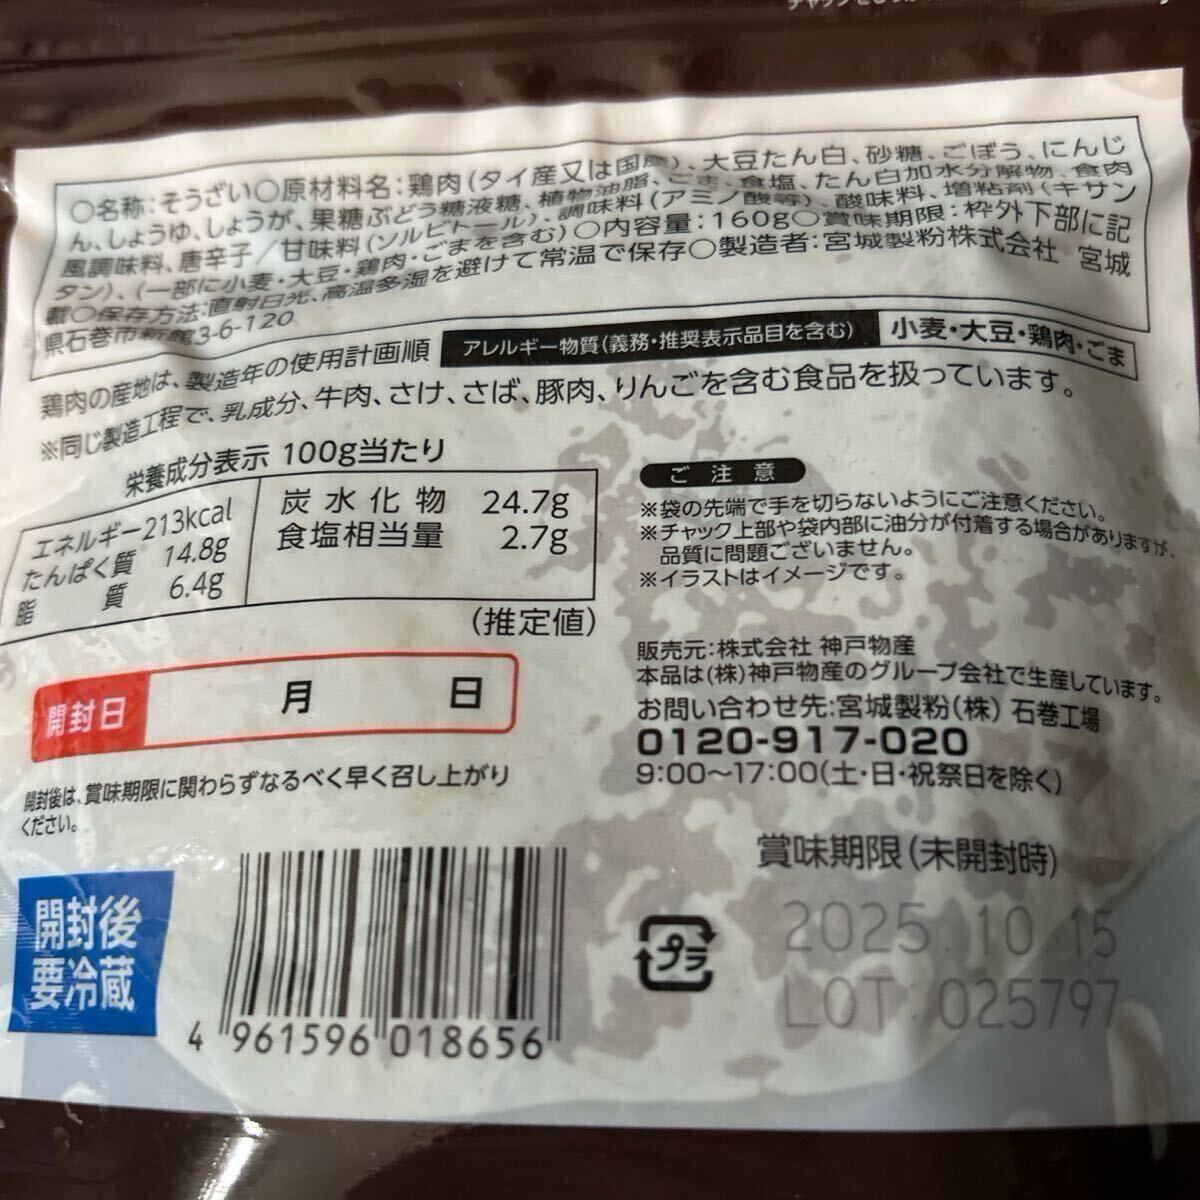 〇名称:そうざい〇原材料名:鶏肉(タイ産又は国産)、大豆たん白、砂糖、ごぼう、にんじ
ん、しょうゆ、しょうが、果糖ぶどう糖液糖、植物油脂、ごま、食塩、たん白加水分解物、食肉
風調味料、唐辛子/甘味料(ソルビトール)、調味料(アミノ酸等)、酸味料、増粘剤(キサン
タン)、(一部に小麦・大豆・鶏肉・ごまを含む)〇内容量:160g〇賞味期限:枠外下部に記
載〇保存方法:直射日光、高温多湿を避けて常温で保存〇製造者:宮城製粉株式会社 宮城
県石巻市新館3-6-120
鶏肉の産地は、製造年の使用計画順
アレルギー物質(義務・推奨表示品目を含む) 小麦・大豆・鶏肉・ごま
※同じ製造工程で、乳成分、牛肉、さけ、さば、豚肉、りんごを含む食品を扱っています。
栄養成分表示 100g当たり
エネルギー213kcal
たんぱく質 14.8g
脂質 6.4g
炭水化物 24.7g
食塩相当量 2.7g
(推定値)
ご注意
※袋の先端で手を切らないようにご注意ください。
※チャック上部や袋内部に油分が付着する場合がありますが、
品質に問題ございません。
※イラストはイメージです。
販売元:株式会社 神戸物産
本品は(株)神戸物産のグループ会社で生産しています。
お問い合わせ先:宮城製粉(株) 石巻工場
0120-917-020
9:00〜17:00(土・日・祝祭日を除く)
開封日 月 日
開封後は、賞味期限に関わらずなるべく早く召し上がり
ください。
開封後
要冷蔵
4 961596 018656
プラ
賞味期限(未開封時)
2025.10.15
LOT:025797